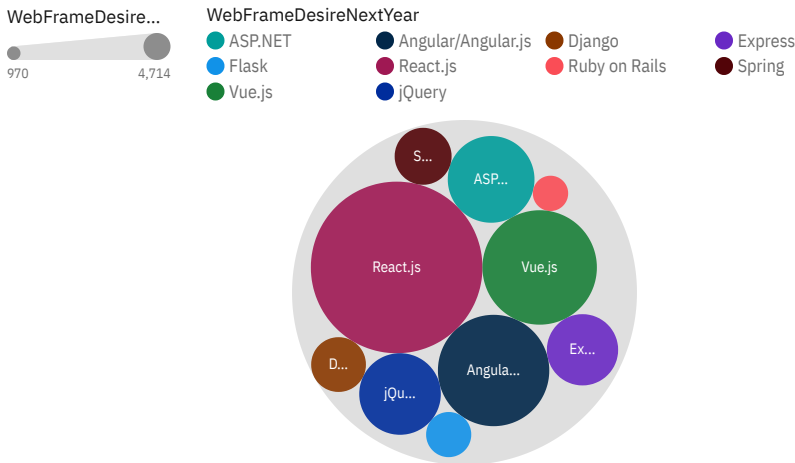 WebFrameDesire...
970
4,714
WebFrameDesireNextYear
ASP.NET
Angular/Angular.js
Django
Express
Flask
React.js
Ruby on Rails
Spring
Vue.js
jQuery
S...
ASP...
React.js
Vue.js
Ex...
D...
Angula...
jQu...